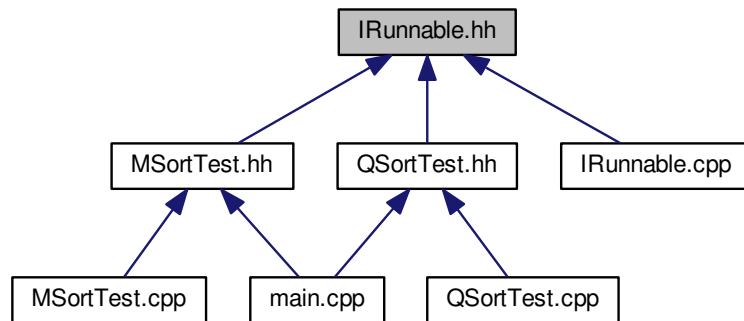 IRunnable.hh
MSortTest.hh
QSortTest.hh
IRunnable.cpp
MSortTest.cpp
main.cpp
QSortTest.cpp